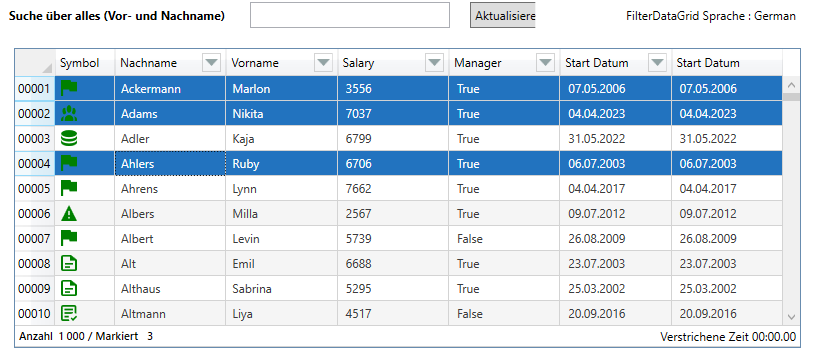 Suche über alles (Vor- und Nachname) Aktualisiere FilterDataGrid Sprache : German
Symbol Nachname Vorname Salary Manager Start Datum Start Datum
00001 Ackermann Marlon 3556 True 07.05.2006 07.05.2006
00002 Adams Nikita 7037 True 04.04.2023 04.04.2023
00003 Adler Kaja 6799 True 31.05.2022 31.05.2022
00004 Ahlers Ruby 6706 True 06.07.2003 06.07.2003
00005 Ahrens Lynn 7662 True 04.04.2017 04.04.2017
00006 Albers Milla 2567 True 09.07.2012 09.07.2012
00007 Albert Levin 5739 False 26.08.2009 26.08.2009
00008 Alt Emil 6688 True 23.07.2003 23.07.2003
00009 Althaus Sabrina 5295 True 25.03.2002 25.03.2002
00010 Altmann Liya 4517 False 20.09.2016 20.09.2016
Anzahl 1 000 / Markiert 3 Verstrichene Zeit 00:00.00